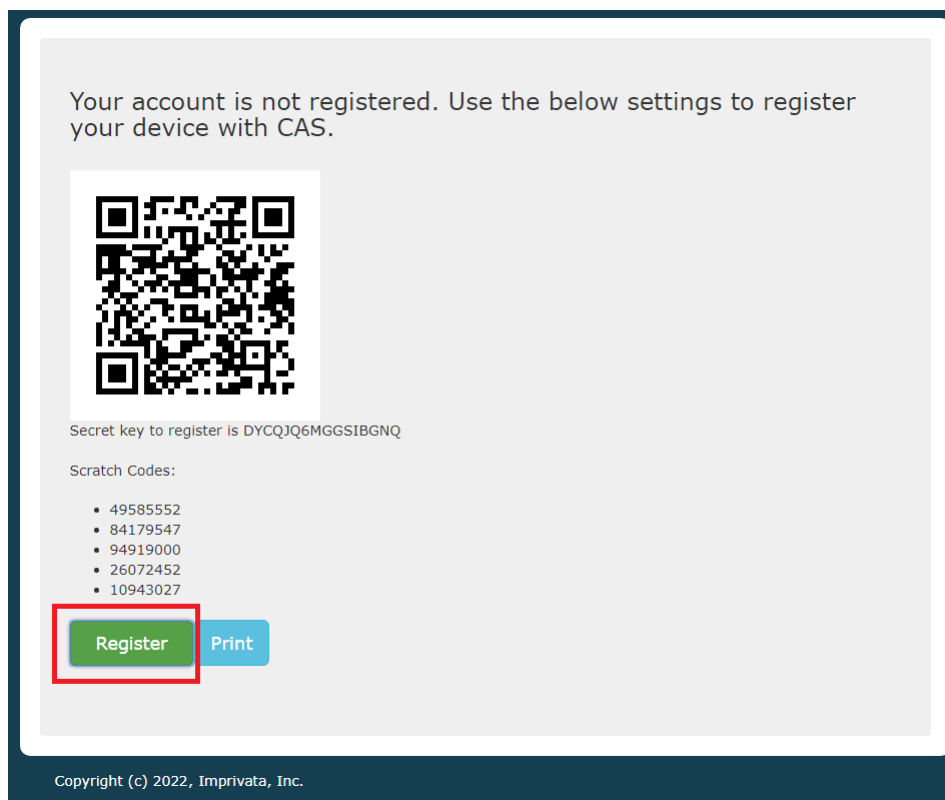 Your account is not registered. Use the below settings to register
your device with CAS.
Secret key to register is DYCQJQ6MGGSIBGNQ
Scratch Codes:
49585552
84179547
94919000
26072452
10943027
Register Print
Copyright (c) 2022, Imprivata, Inc.